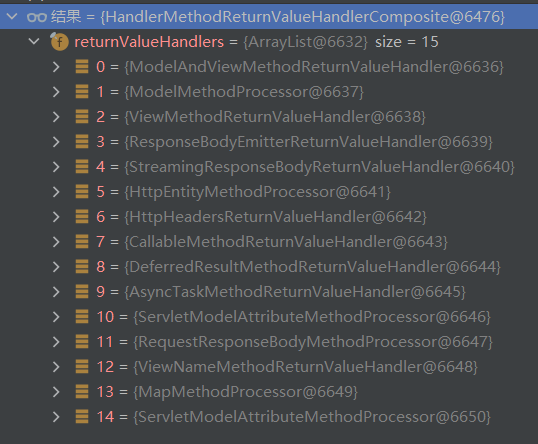 结果 = {HandlerMethodReturnValueHandlerComposite@6476}
f returnValueHandlers = {ArrayList@6632} size = 15
0 = {ModelAndViewMethodReturnValueHandler@6636}
1 = {ModelMethodProcessor@6637}
2 = {ViewMethodReturnValueHandler@6638}
3 = {ResponseBodyEmitterReturnValueHandler@6639}
4 = {StreamingResponseBodyReturnValueHandler@6640}
5 = {HttpEntityMethodProcessor@6641}
6 = {HttpHeadersReturnValueHandler@6642}
7 = {CallableMethodReturnValueHandler@6643}
8 = {DeferredResultMethodReturnValueHandler@6644}
9 = {AsyncTaskMethodReturnValueHandler@6645}
10 = {ServletModelAttributeMethodProcessor@6646}
11 = {RequestResponseBodyMethodProcessor@6647}
12 = {ViewNameMethodReturnValueHandler@6648}
13 = {MapMethodProcessor@6649}
14 = {ServletModelAttributeMethodProcessor@6650}